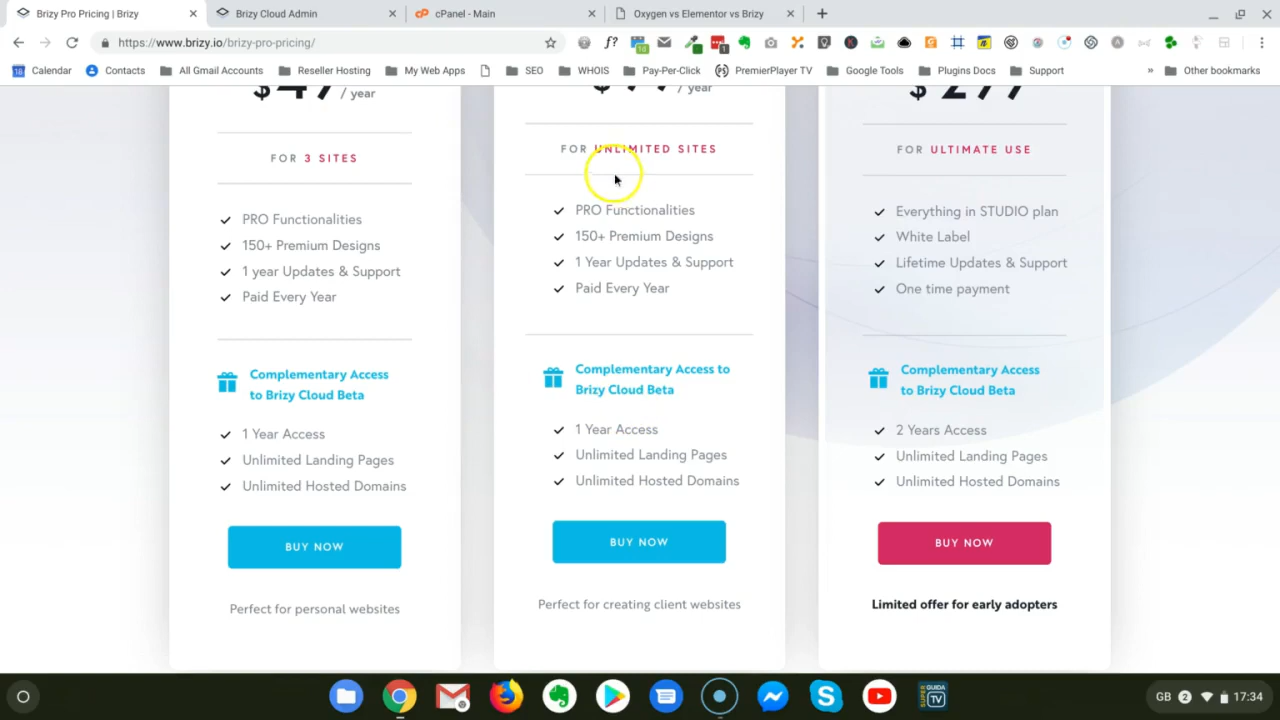 Brizy Pro Pricing | Brizy
Brizy Cloud Admin
cPanel - Main
Oxygen vs Elementor vs Brizy
https://www.brizy.io/brizy-pro-pricing/
Calendar
Contacts
All Gmail Accounts
Reseller Hosting
My Web Apps
SEO
WHOIS
Pay-Per-Click
PremierPlayer TV
Google Tools
Plugins Docs
Support
»
Other bookmarks
/ year
FOR 3 SITES
PRO Functionalities
150+ Premium Designs
1 year Updates & Support
Paid Every Year
Complementary Access
to Brizy Cloud Beta
1 Year Access
Unlimited Landing Pages
Unlimited Hosted Domains
BUY NOW
Perfect for personal websites
/ year
FOR UNLIMITED SITES
PRO Functionalities
150+ Premium Designs
1 Year Updates & Support
Paid Every Year
Complementary Access to
Brizy Cloud Beta
1 Year Access
Unlimited Landing Pages
Unlimited Hosted Domains
BUY NOW
Perfect for creating client websites
FOR ULTIMATE USE
Everything in STUDIO plan
White Label
Lifetime Updates & Support
One time payment
Complementary Access
to Brizy Cloud Beta
2 Years Access
Unlimited Landing Pages
Unlimited Hosted Domains
BUY NOW
Limited offer for early adopters
GB
2
17:34